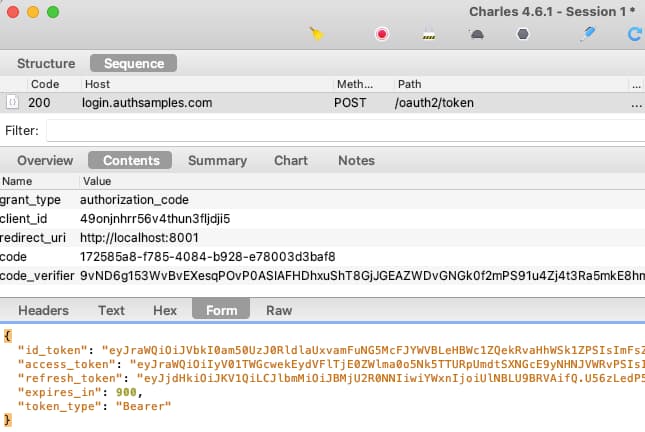 Charles 4.6.1 - Session 1 *
Structure Sequence
Code Host Meth... Path ...
200 login.authsamples.com POST /oauth2/token ...
Filter:
Overview Contents Summary Chart Notes
Name Value
grant_type authorization_code
client_id 49onjnhrr56v4thun3fljdji5
redirect_uri http://localhost:8001
code 172585a8-f785-4084-b928-e78003d3baf8
code_verifier 9vND6g153WvBvEXesqPOvP0ASIAFHDhxuShT8GjJGEAZWDvGNGk0f2mPS91u4Zj4t3Ra5mkE8hm
Headers Text Hex Form Raw
{
"id_token": "eyJraWQiOiJVbkI0am50UzJ0RldlaUxvamFuNG5McFJYWVBLeHBWc1ZQekRvaHhWSk1ZPSIsImFsZ
"access_token": "eyJraWQiOiIyV01TWGcwekEydVFlTjE0ZWlma0o5Nk5TTURpUmdtSXNGcE9yNHNJVWRvPSIsI
"refresh_token": "eyJjdHkiOiJKV1QiLCJlbmMiOiJBMjU2R0NNIiwiYWxnIjoiUlNBLU9BRVAifQ.U56zLedP5
"expires_in": 900,
"token_type": "Bearer"
}